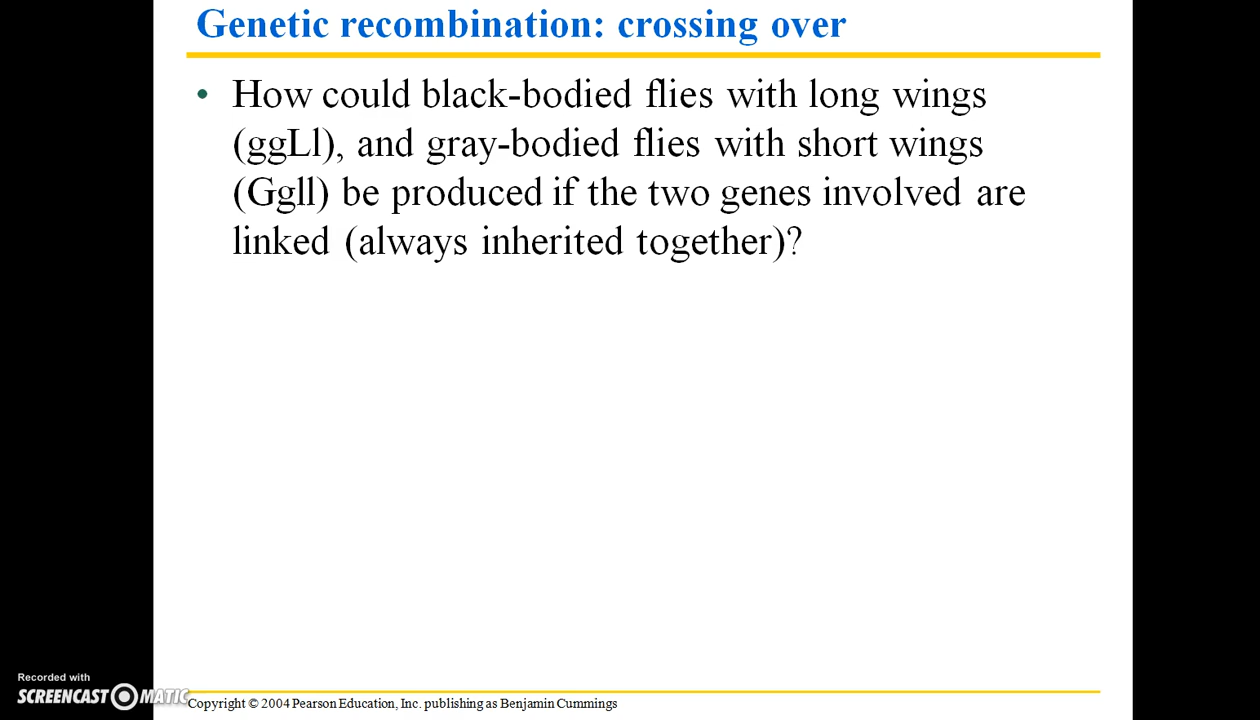 Genetic recombination: crossing over
• How could black-bodied flies with long wings
(ggLl), and gray-bodied flies with short wings
(Ggll) be produced if the two genes involved are
linked (always inherited together)?
Recorded with
SCREENCAST MATIC
Copyright © 2004 Pearson Education, Inc. publishing as Benjamin Cummings